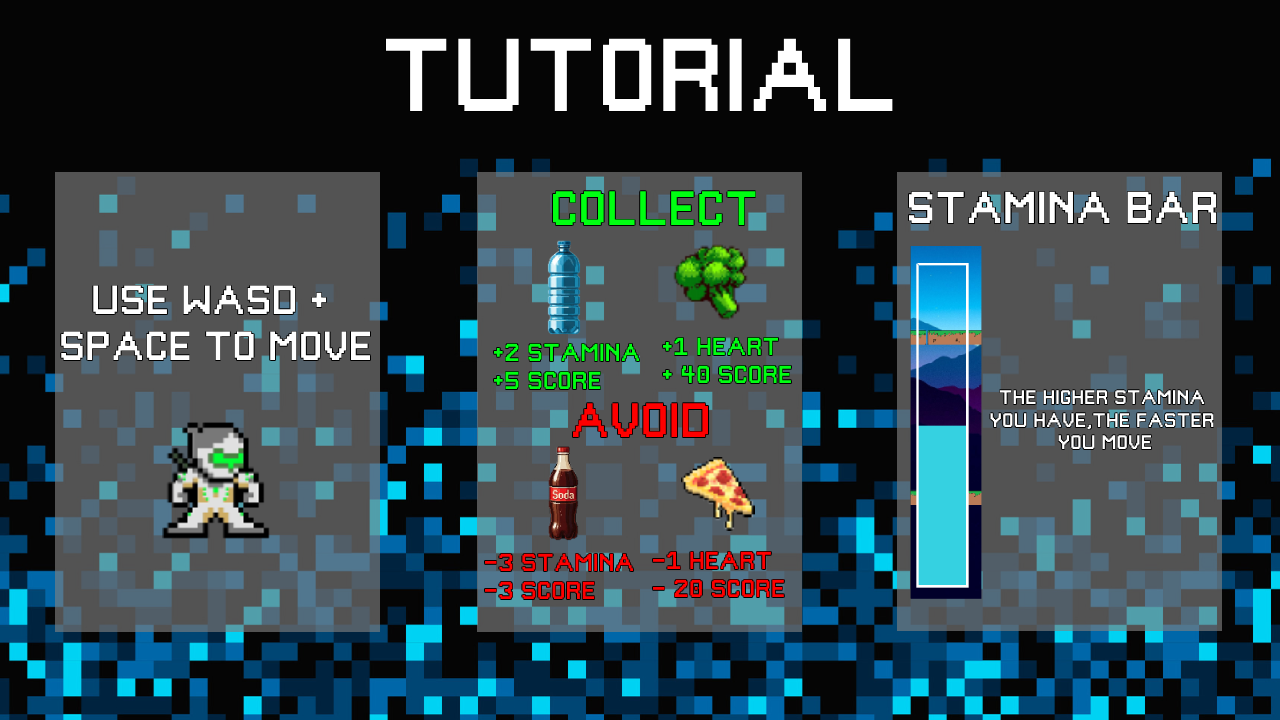 TUTORIAL
USE WASD +
SPACE TO MOVE
COLLECT
+2 STAMINA
+5 SCORE
+1 HEART
+ 40 SCORE
AVOID
Soda
-3 STAMINA
-3 SCORE
-1 HEART
- 20 SCORE
STAMINA BAR
THE HIGHER STAMINA
YOU HAVE,THE FASTER
YOU MOVE